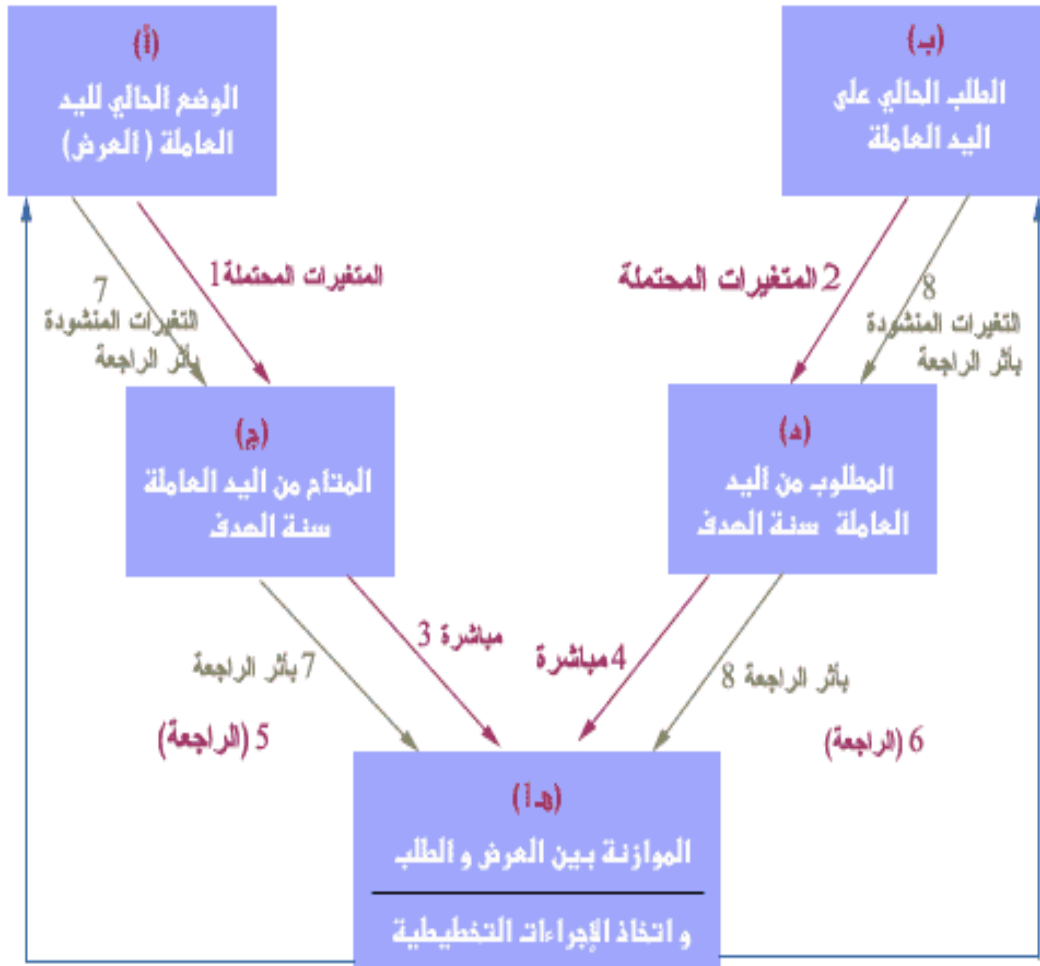 (أ)
الوضع الحالي لليد
العاملة (العرض)
(بـ)
الطلب الحالي على
اليد العاملة
المتغيرات المحتملة1
7
التغيرات المنشودة
بأثر الراجعة
2 المتغيرات المحتملة
8
التغيرات المنشودة
بأثر الراجعة
(ج)
المتاح من اليد العاملة
سنة الهدف
(د)
المطلوب من اليد
العاملة سنة الهدف
مباشرة 3
7 بأثر الراجعة
5 (الراجعة)
4 مباشرة
بأثر الراجعة 8
6 (الراجعة)
(هـ1)
الموازنة بين العرض و الطلب
و اتخاذ الإجراءات التخطيطية